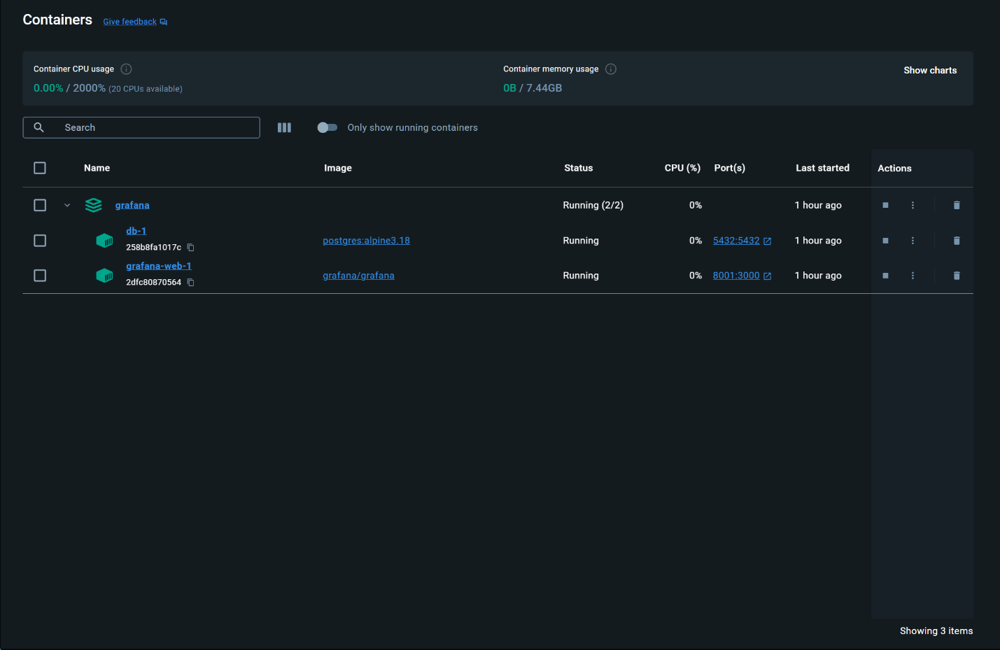 Containers Give feedback
Container CPU usage
0.00% / 2000% (20 CPUs available)
Container memory usage
0B / 7.44GB
Show charts
Search
Only show running containers
Name Image Status CPU (%) Port(s) Last started Actions
grafana Running (2/2) 0% 1 hour ago
db-1
258b8fa1017c
postgres:alpine3.18 Running 0% 5432:5432 1 hour ago
grafana-web-1
2dfc80870564
grafana/grafana Running 0% 8001:3000 1 hour ago
Showing 3 items